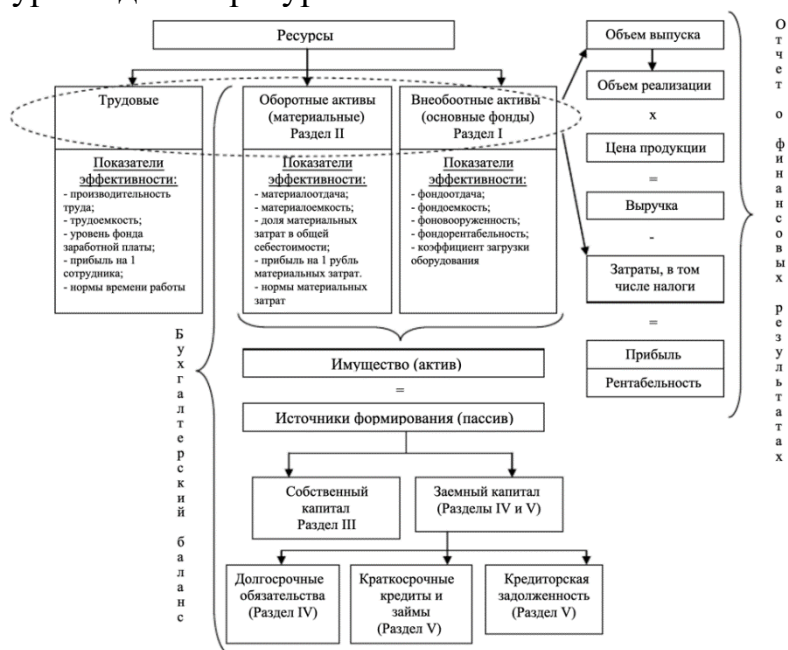 Ресурсы
Трудовые
Оборотные активы
(материальные)
Раздел II
Внеобоотные активы
(основные фонды)
Раздел I
Показатели
эффективности:
- производительность
труда;
- трудоемкость;
- уровень фонда
заработной платы;
- прибыль на 1
сотрудника;
- нормы времени работы
Показатели
эффективности:
- материалоотдача;
- материалоемкость;
- доля материальных
затрат в общей
себестоимости;
- прибыль на 1 рубль
материальных затрат.
- нормы материальных
затрат
Показатели
эффективности:
- фондоотдача;
- фондоемкость;
- фоновооруженность;
- фондорентабельность;
- коэффициент загрузки
оборудования
Объем выпуска
Объем реализации
х
Цена продукции
=
Выручка
-
Затраты, в том
числе налоги
=
Прибыль
Рентабельность
Отчет о финансовых результатах
Бухгалтерский баланс
Имущество (актив)
=
Источники формирования (пассив)
Собственный
капитал
Раздел III
Заемный капитал
(Разделы IV и V)
Долгосрочные
обязательства
(Раздел IV)
Краткосрочные
кредиты и
займы
(Раздел V)
Кредиторская
задолженность
(Раздел V)